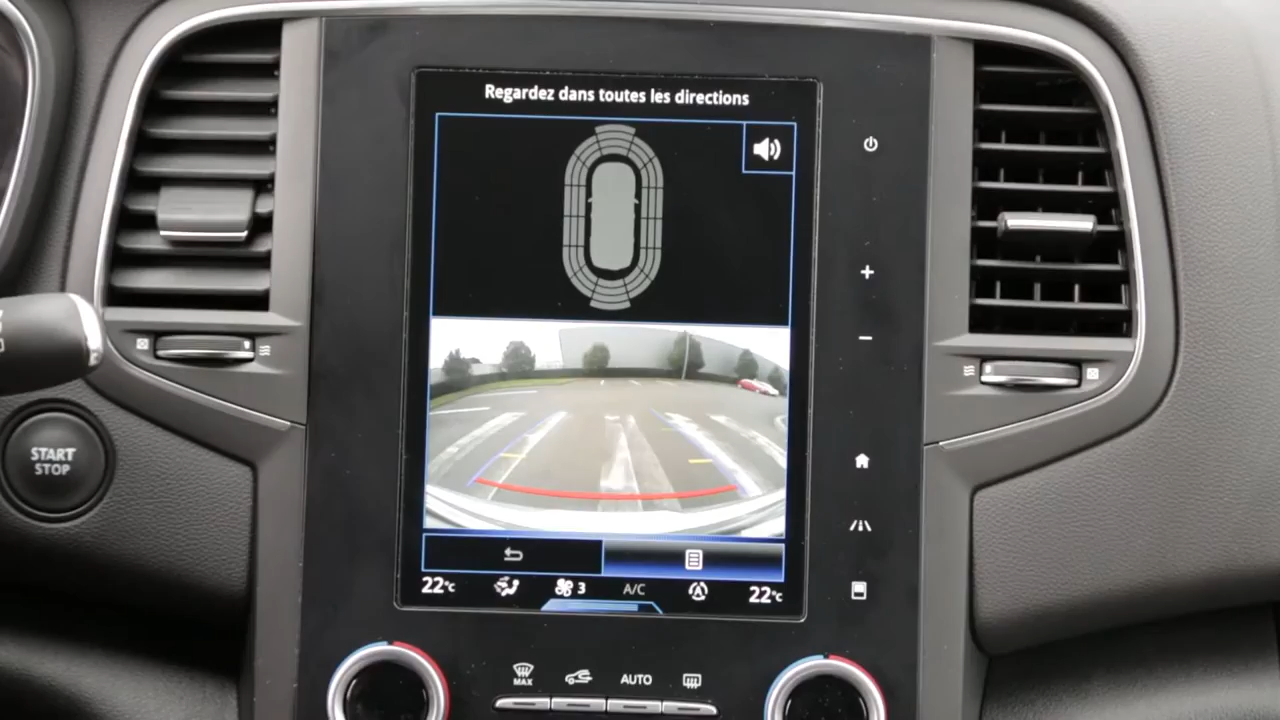 Regardez dans toutes les directions
START
STOP
22°C
3
A/C
22°C
MAX
AUTO